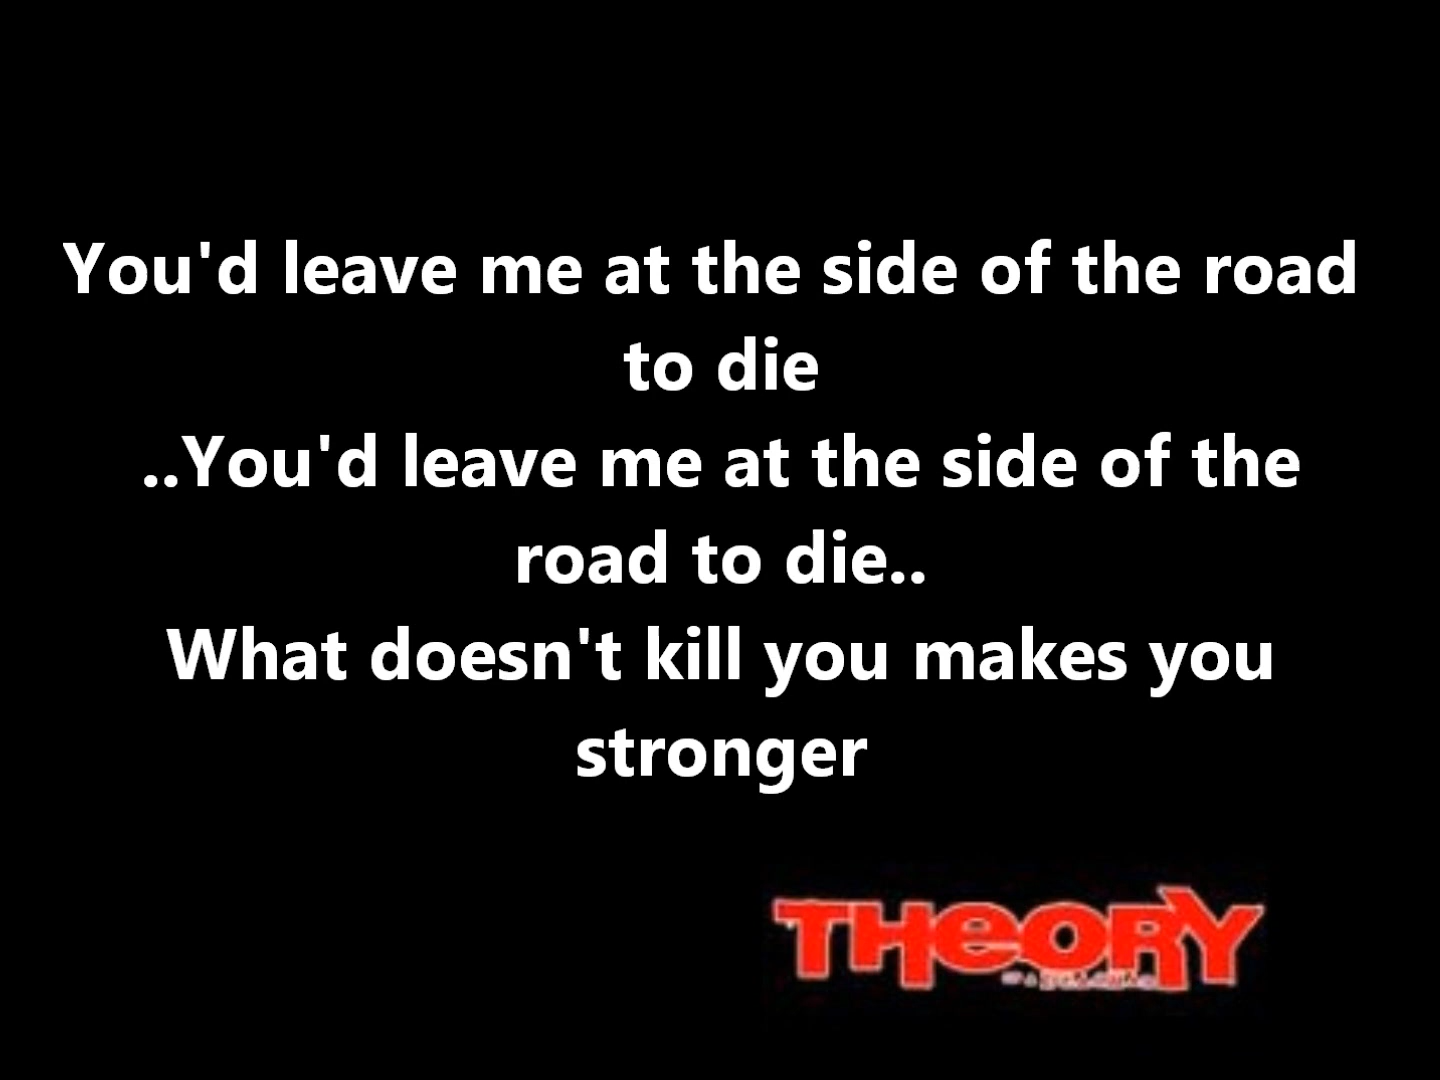 You'd leave me at the side of the road
to die
..You'd leave me at the side of the
road to die..
What doesn't kill you makes you
stronger
THEORY